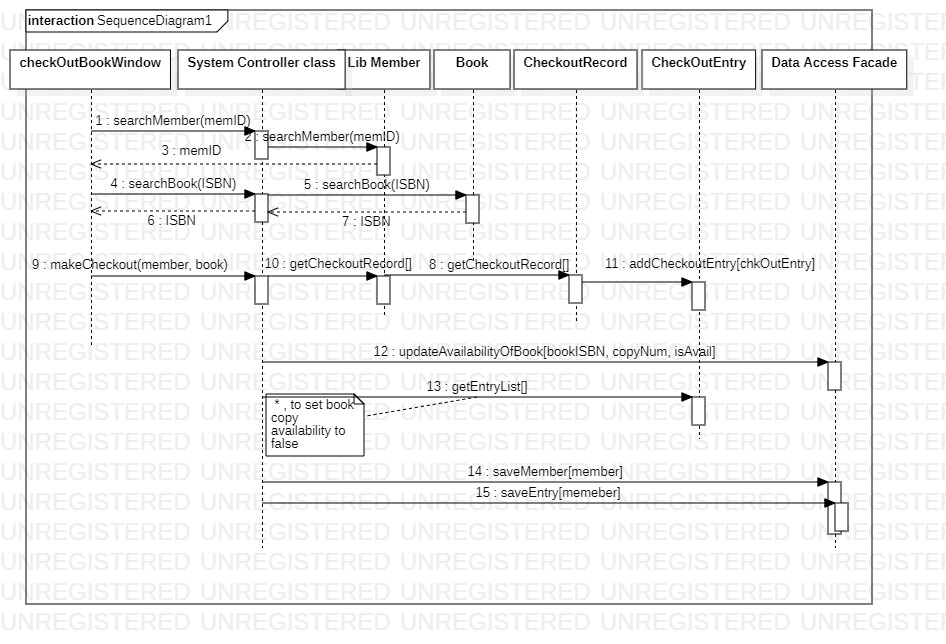 interaction SequenceDiagram1
checkOutBookWindow
System Controller class
Lib Member
Book
CheckoutRecord
CheckOutEntry
Data Access Facade
1 : searchMember(memID)
2 : searchMember(memID)
3 : memID
4 : searchBook(ISBN)
5 : searchBook(ISBN)
6 : ISBN
7 : ISBN
9 : makeCheckout(member, book)
10 : getCheckoutRecord[]
8 : getCheckoutRecord[]
11 : addCheckoutEntry[chkOutEntry]
12 : updateAvailabilityOfBook[bookISBN, copyNum, isAvail]
13 : getEntryList[]
* , to set book
copy
availability to
false
14 : saveMember[member]
15 : saveEntry[memeber]
UNREGISTERED